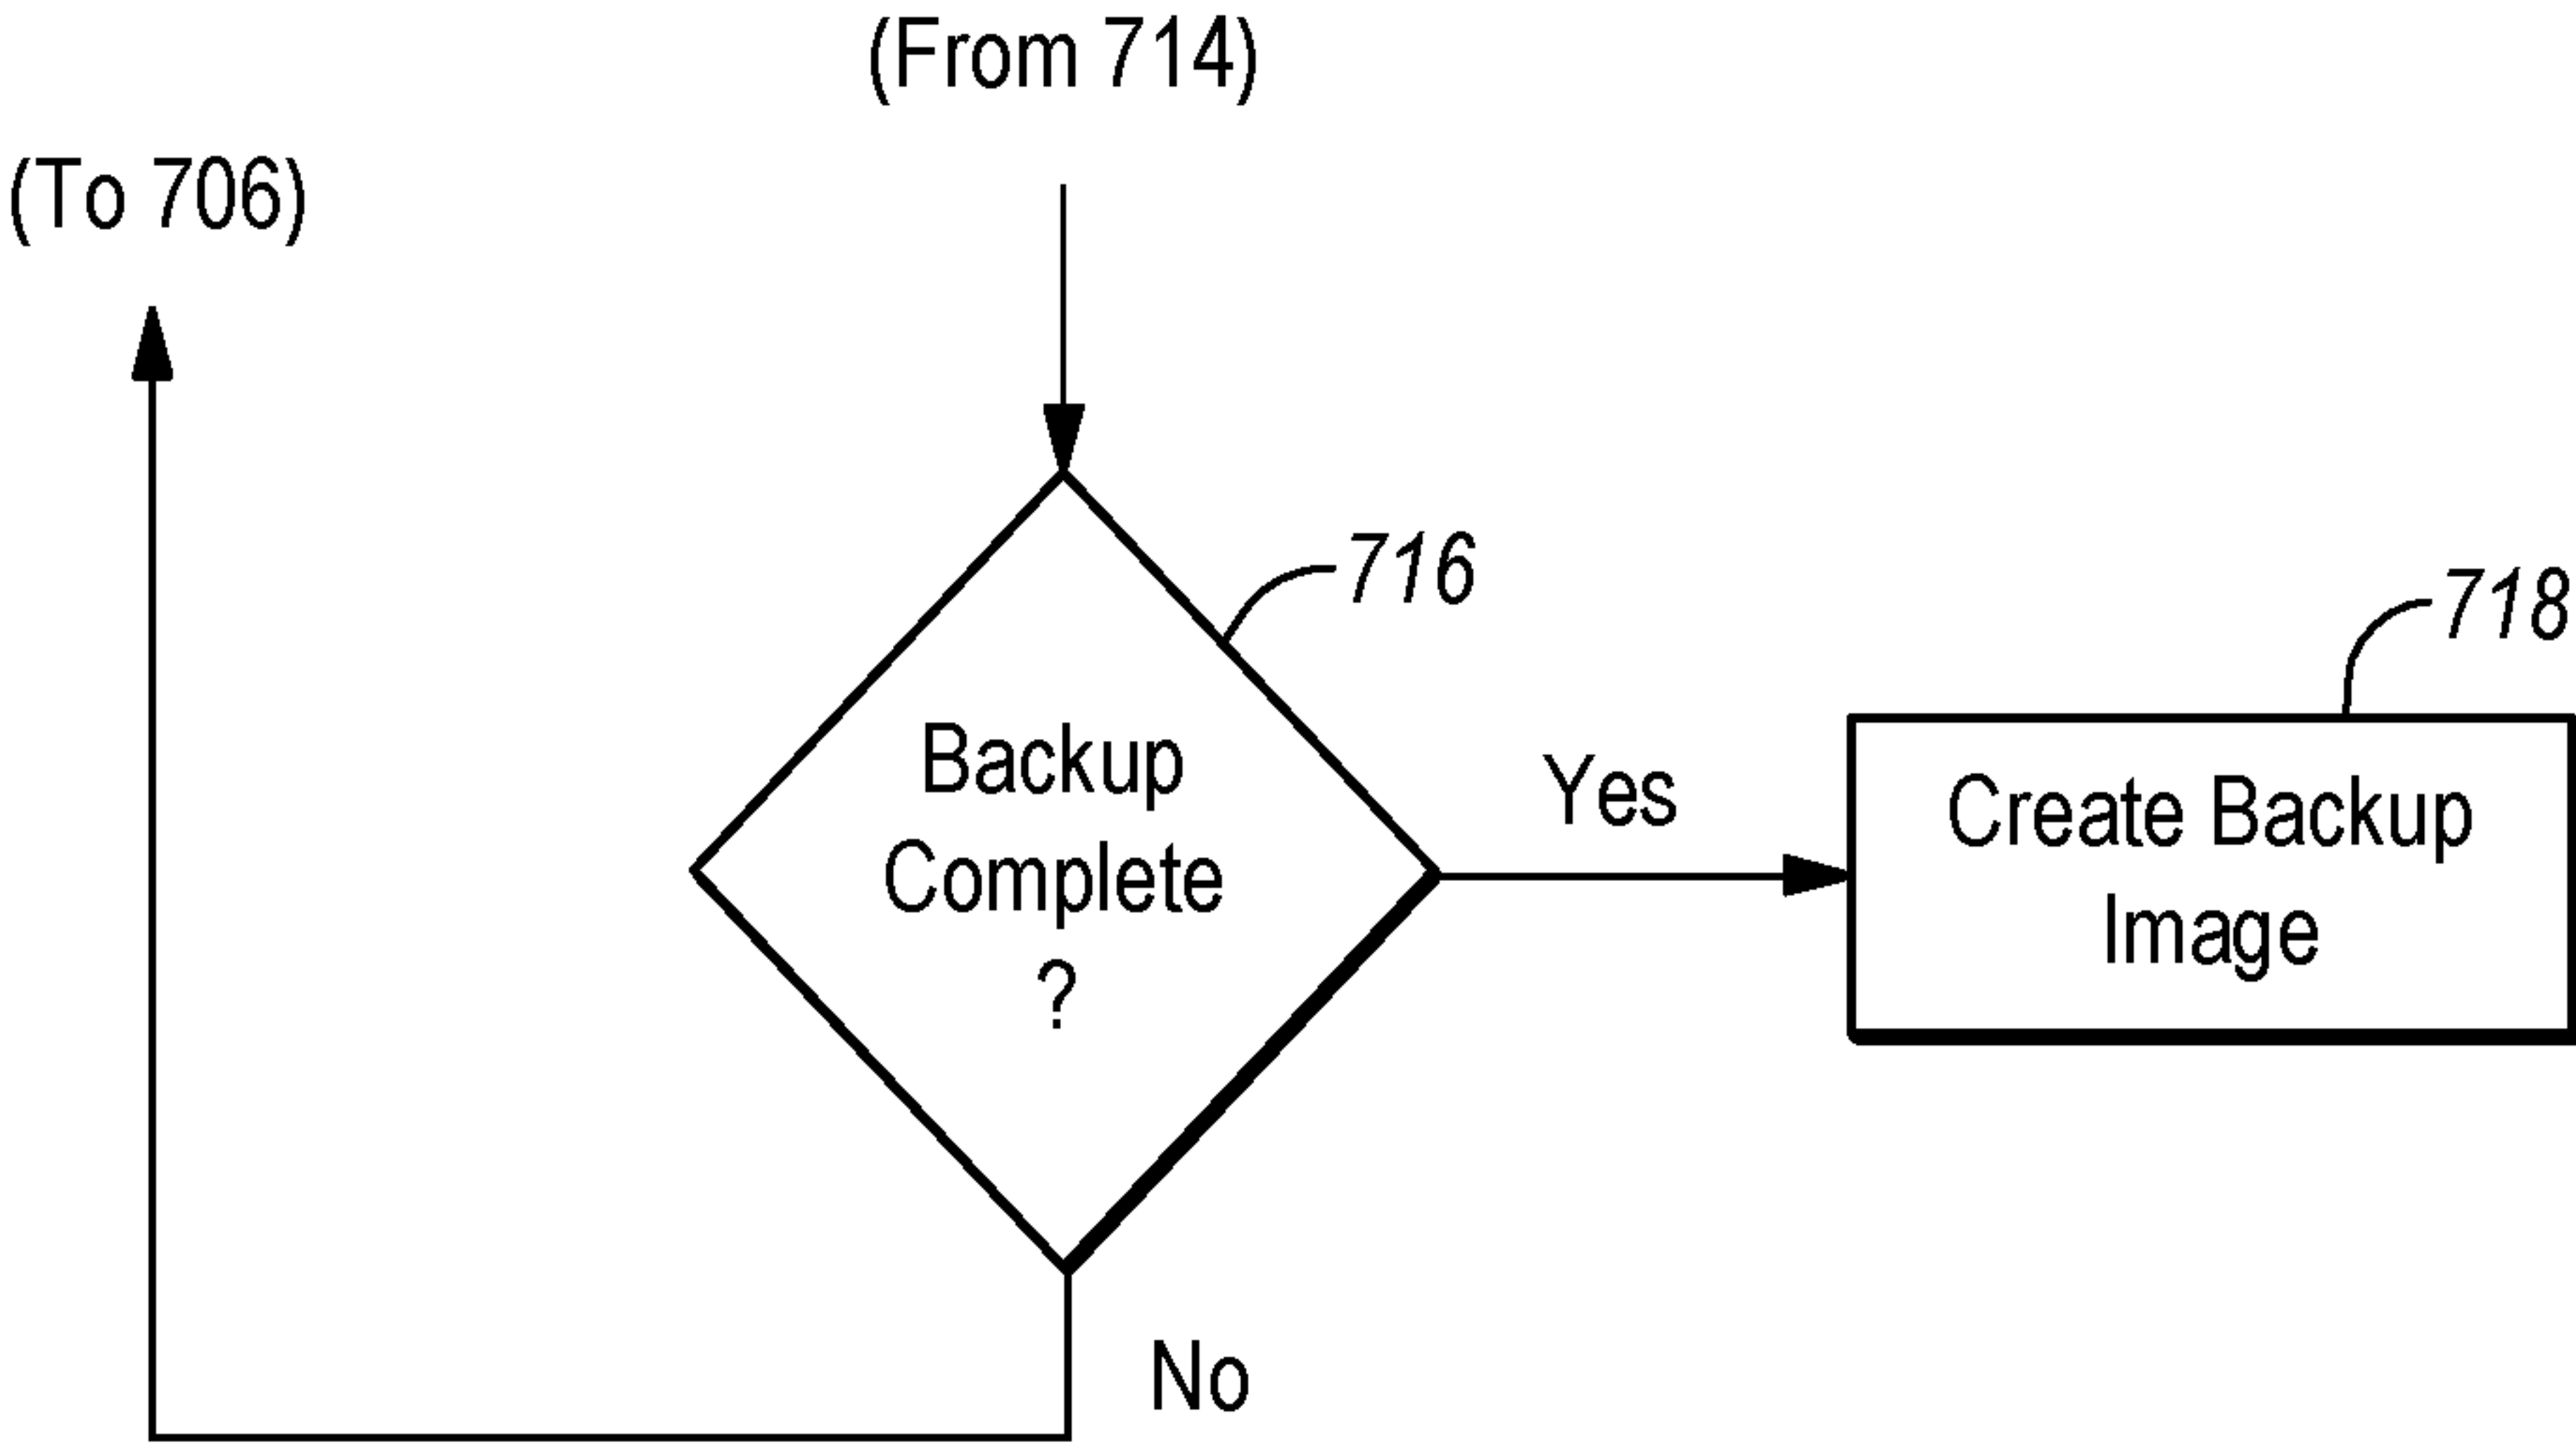 (From 714)
(To 706)
716
718
Backup
Complete
?
Yes
Create Backup
Image
No